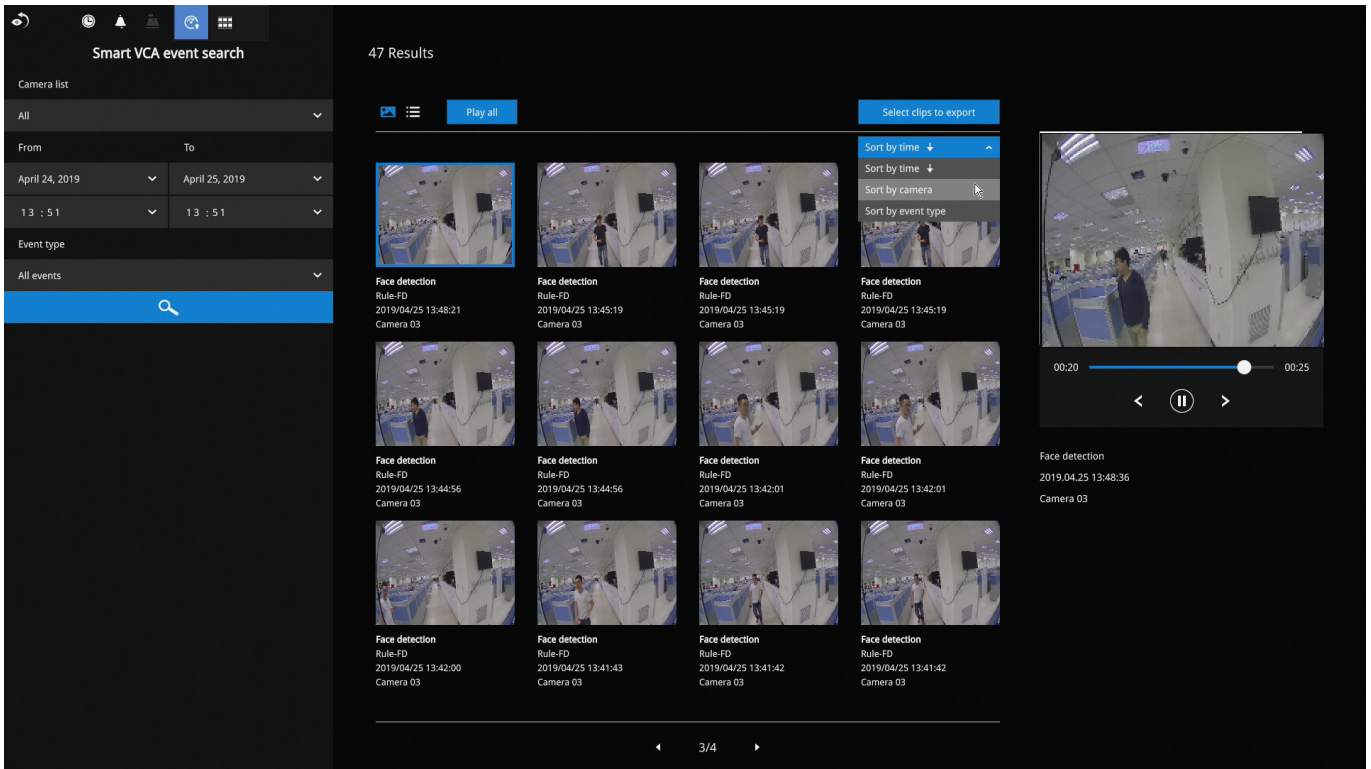 Smart VCA event search
Camera list
All
From To
April 24, 2019 April 25, 2019
13 : 51 13 : 51
Event type
All events
47 Results
Play all
Select clips to export
Sort by time
Sort by time
Sort by camera
Sort by event type
Face detection Face detection Face detection Face detection
Rule-FD Rule-FD Rule-FD Rule-FD
2019/04/25 13:48:21 2019/04/25 13:45:19 2019/04/25 13:45:19 2019/04/25 13:45:19
Camera 03 Camera 03 Camera 03 Camera 03
Face detection Face detection Face detection Face detection
Rule-FD Rule-FD Rule-FD Rule-FD
2019/04/25 13:44:56 2019/04/25 13:44:56 2019/04/25 13:42:01 2019/04/25 13:42:01
Camera 03 Camera 03 Camera 03 Camera 03
Face detection Face detection Face detection Face detection
Rule-FD Rule-FD Rule-FD Rule-FD
2019/04/25 13:42:00 2019/04/25 13:41:43 2019/04/25 13:41:42 2019/04/25 13:41:42
Camera 03 Camera 03 Camera 03 Camera 03
3/4
00:20 00:25
Face detection
2019.04.25 13:48:36
Camera 03